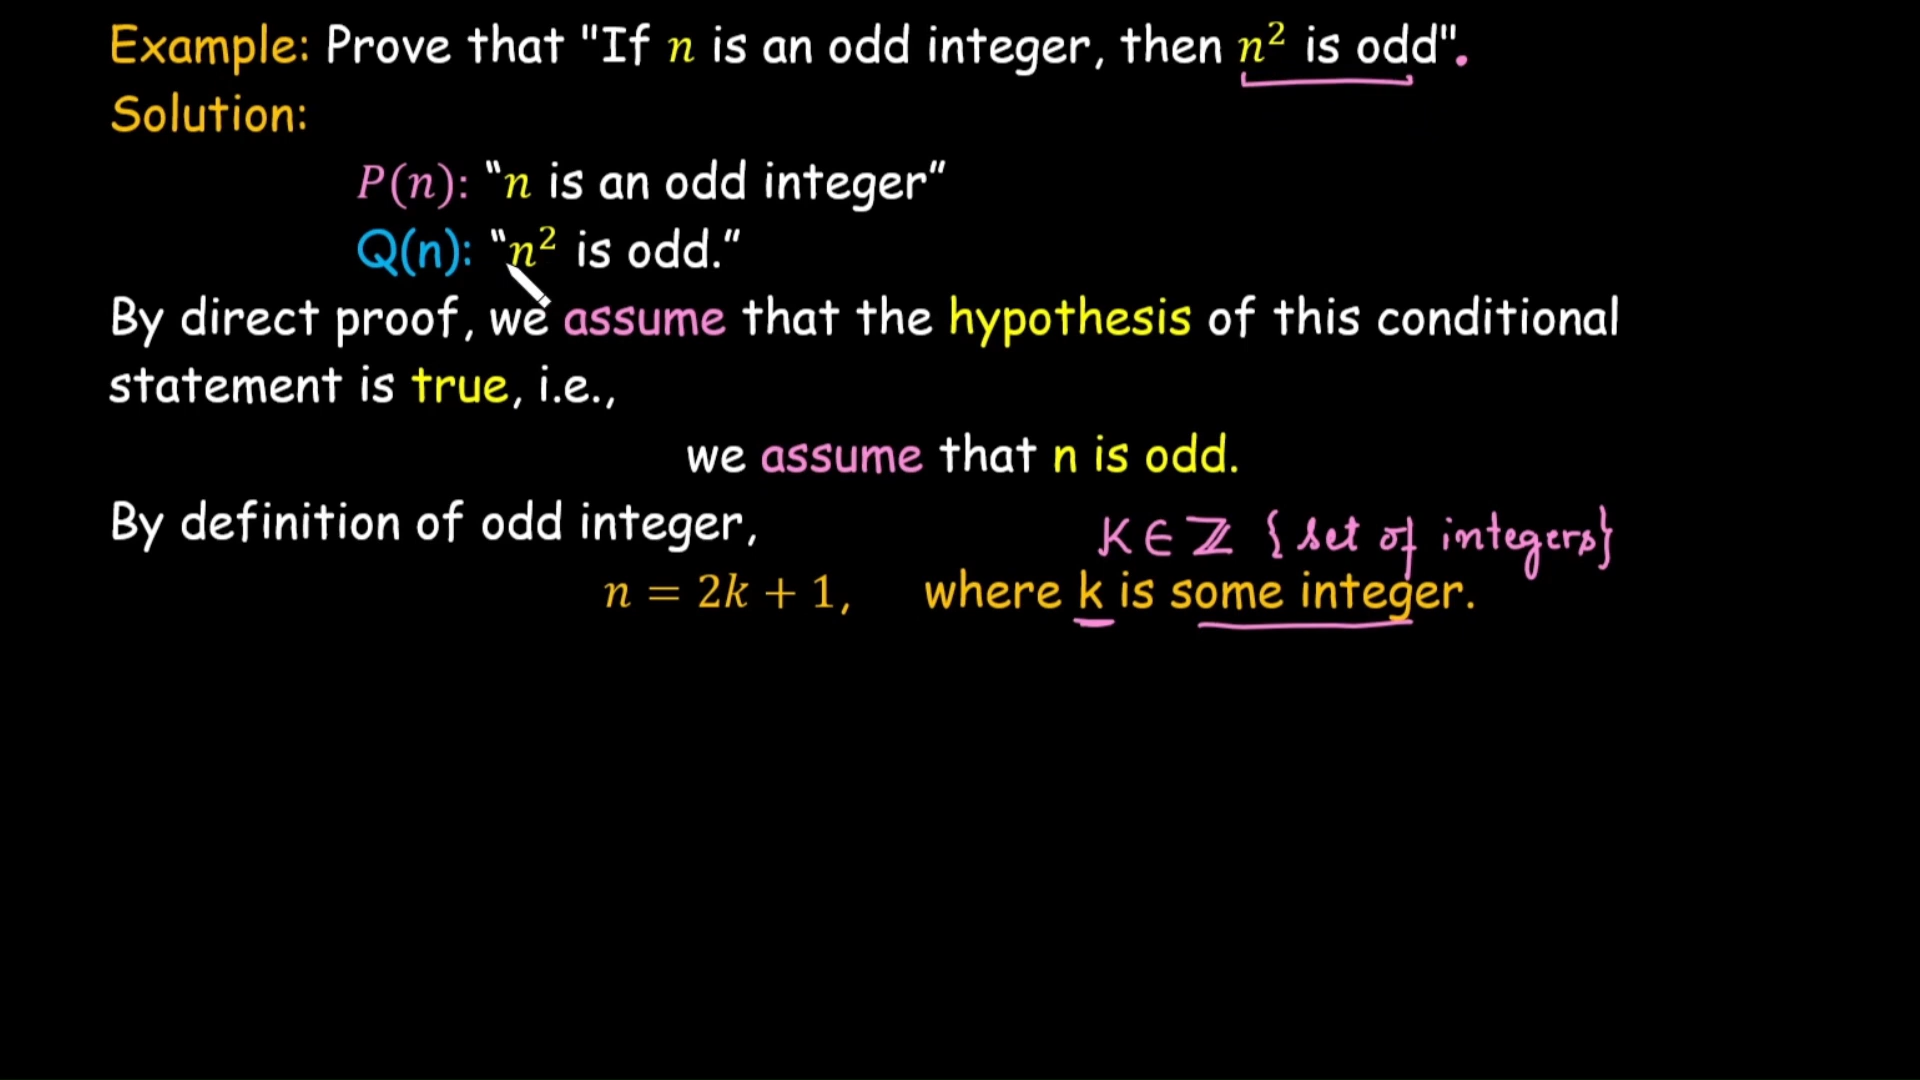 Example: Prove that "If n is an odd integer, then n² is odd".
Solution:
P(n): “n is an odd integer”
Q(n): “n² is odd.”
By direct proof, we assume that the hypothesis of this conditional
statement is true, i.e.,
we assume that n is odd.
By definition of odd integer,
K ∈ ℤ {set of integers}
n = 2k + 1, where k is some integer.